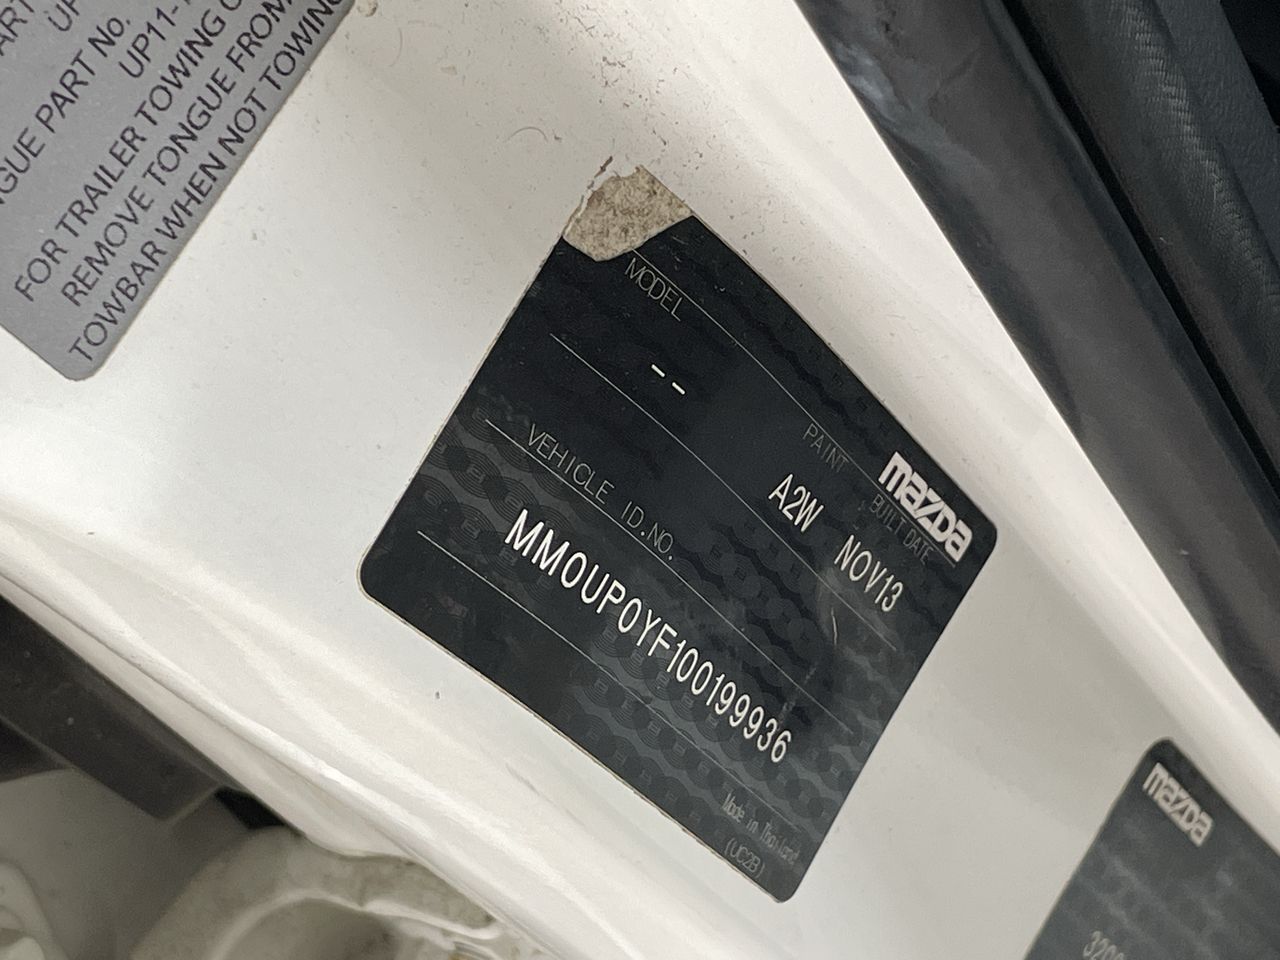 PART No.
UP11-
FOR TRAILER TOWING
REMOVE TONGUE FROM
TOWBAR WHEN NOT TOWING
mazda
MODEL
PAINT
BUILT DATE
--
A2W
NOV13
VEHICLE ID.NO.
MM0UP0YF100199936
Made in Thailand
(UC2B)
mazda